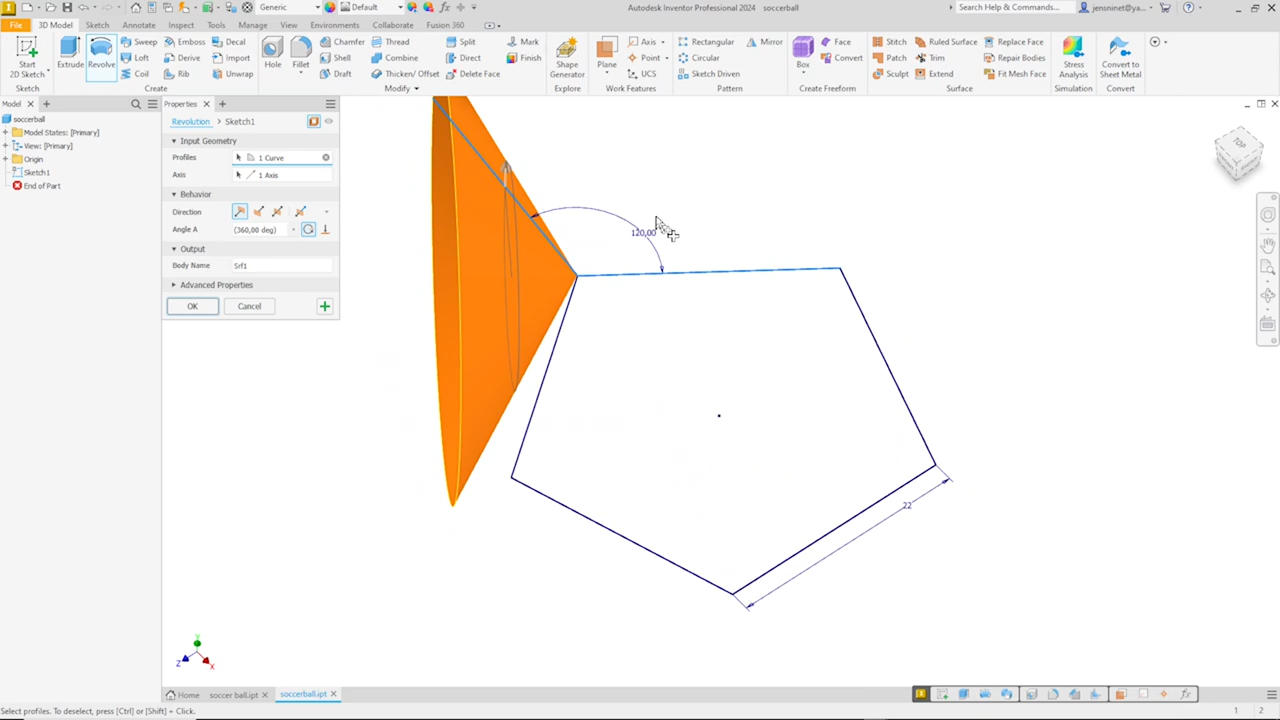 Generic
Default
Autodesk Inventor Professional 2024 soccerball
Search Help & Commands...
jensninet@ya...
File
3D Model
Sketch
Annotate
Inspect
Tools
Manage
View
Environments
Collaborate
Fusion 360
Start
2D Sketch
Sketch
Extrude
Revolve
Sweep
Emboss
Decal
Loft
Derive
Import
Coil
Rib
Unwrap
Create
Hole
Fillet
Chamfer
Thread
Split
Mark
Shell
Combine
Direct
Finish
Draft
Thicken/ Offset
Delete Face
Modify
Shape
Generator
Explore
Plane
Axis
Point
UCS
Work Features
Rectangular
Mirror
Circular
Sketch Driven
Pattern
Box
Face
Convert
Create Freeform
Stitch
Ruled Surface
Replace Face
Patch
Trim
Repair Bodies
Sculpt
Extend
Fit Mesh Face
Surface
Stress
Analysis
Simulation
Convert to
Sheet Metal
Convert
Model
soccerball
Model States: [Primary]
View: [Primary]
Origin
Sketch1
End of Part
Properties
Revolution > Sketch1
Input Geometry
Profiles 1 Curve
Axis 1 Axis
Behavior
Direction
Angle A (360,00 deg)
Output
Body Name Srf1
Advanced Properties
OK Cancel
TOP
120,00
22
Y
Z
X
Home
soccer ball.ipt
soccerball.ipt
Select profiles. To deselect, press [Ctrl] or [Shift] + Click.
1 2